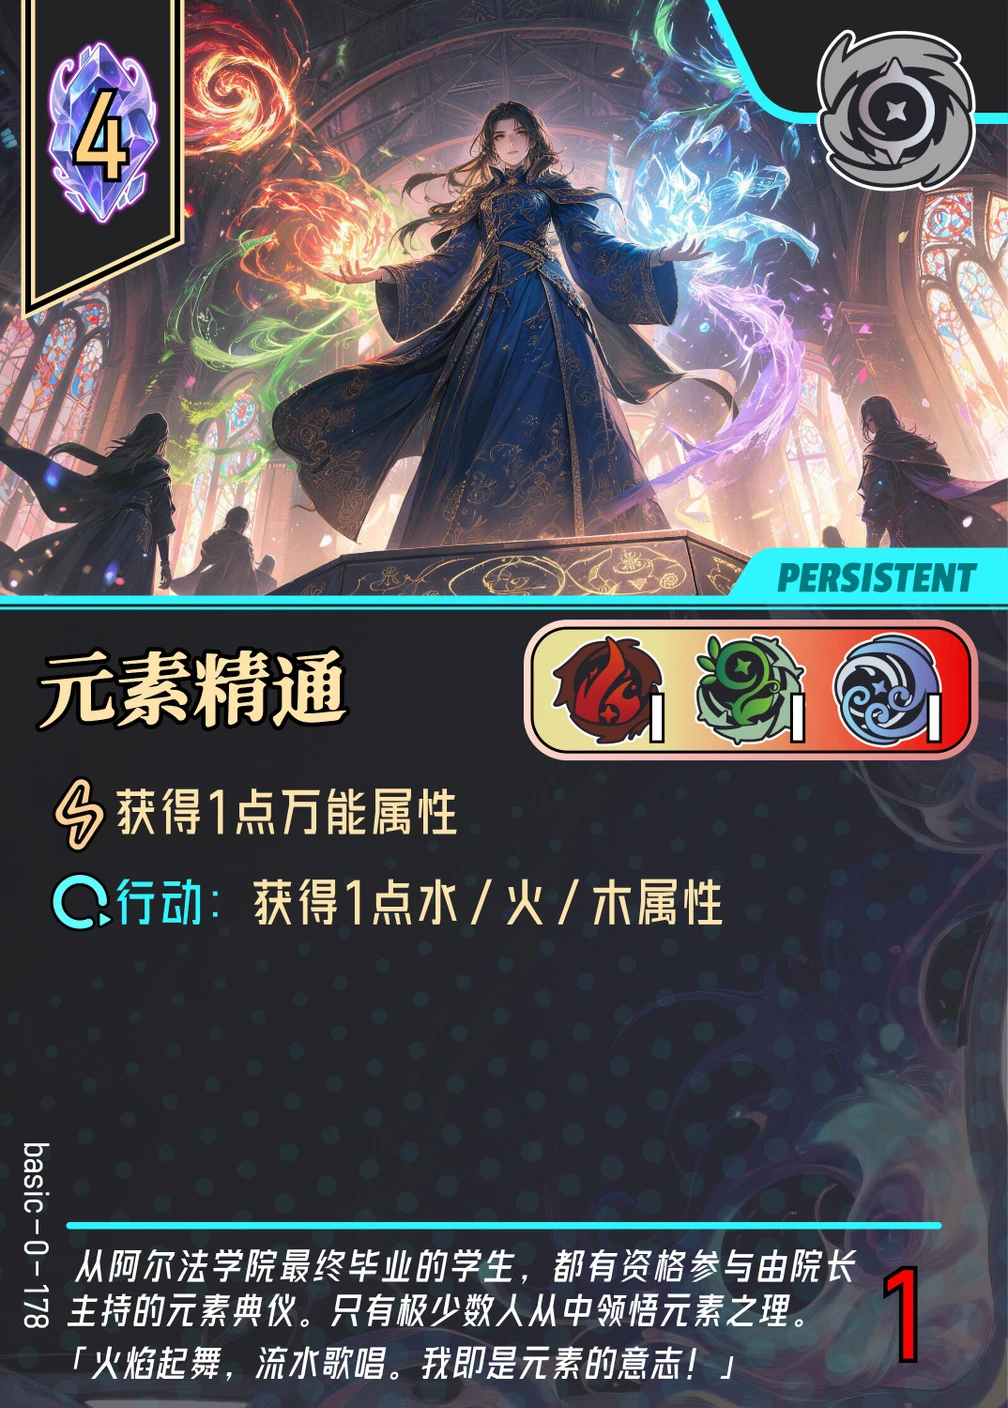 4
PERSISTENT
元素精通
1 1 1
获得1点万能属性
行动：获得1点水/火/木属性
basic-0-178
从阿尔法学院最终毕业的学生，都有资格参与由院长
主持的元素典仪。只有极少数人从中领悟元素之理。
「火焰起舞，流水歌唱。我即是元素的意志！」
1